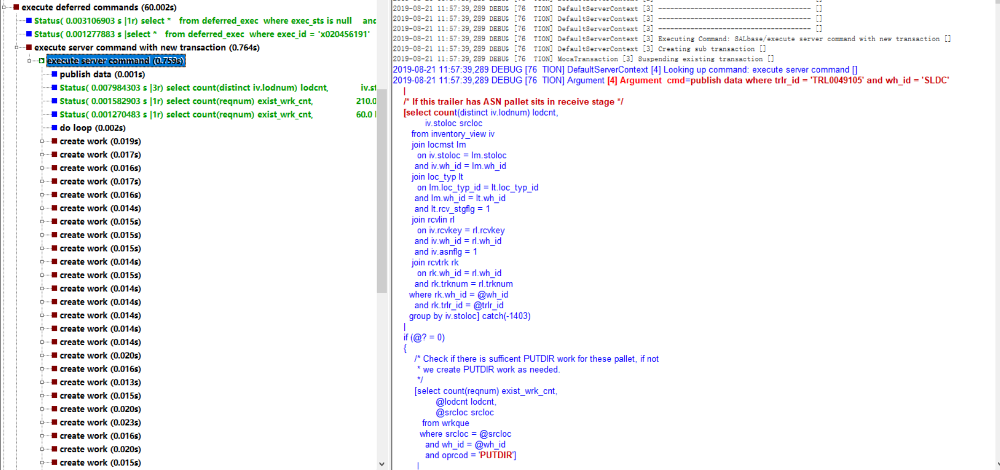 execute deferred commands (60.002s)
Status( 0.003106903 s |1r) select *   from deferred_exec  where exec_sts is null    and
Status( 0.001277883 s |select *   from deferred_exec  where exec_id = 'x020456191'
execute server command with new transaction (0.764s)
execute server command (0.759s)
publish data (0.001s)
Status( 0.007984303 s |3r) select count(distinct iv.lodnum) lodcnt,            iv.st
Status( 0.001582903 s |1r) select count(reqnum) exist_wrk_cnt,                210.0
Status( 0.001270483 s |1r) select count(reqnum) exist_wrk_cnt,                60.0
do loop (0.002s)
create work (0.019s)
create work (0.017s)
create work (0.016s)
create work (0.017s)
create work (0.016s)
create work (0.014s)
create work (0.015s)
create work (0.015s)
create work (0.015s)
create work (0.014s)
create work (0.015s)
create work (0.014s)
create work (0.014s)
create work (0.014s)
create work (0.014s)
create work (0.014s)
create work (0.020s)
create work (0.016s)
create work (0.013s)
create work (0.015s)
create work (0.020s)
create work (0.023s)
create work (0.016s)
create work (0.020s)
create work (0.015s)
2019-08-21 11:57:39,289 DEBUG [76  TION] DefaultServerContext [3] -------------------------------------- []
2019-08-21 11:57:39,289 DEBUG [76  TION] DefaultServerContext [3] -------------------------------------- []
2019-08-21 11:57:39,289 DEBUG [76  TION] DefaultServerContext [3] -------------------------------------- []
2019-08-21 11:57:39,289 DEBUG [76  TION] DefaultServerContext [3] Executing Command: SALbase/execute server command with new transaction []
2019-08-21 11:57:39,289 DEBUG [76  TION] DefaultServerContext [3] Creating sub transaction []
2019-08-21 11:57:39,289 DEBUG [76  TION] MocaTransaction [3] Suspending existing transaction []
2019-08-21 11:57:39,289 DEBUG [76  TION] DefaultServerContext [4] Looking up command: execute server command []
2019-08-21 11:57:39,289 DEBUG [76  TION] Argument [4] Argument  cmd=publish data where trlr_id = 'TRL0049105' and wh_id = 'SLDC'
|
/* If this trailer has ASN pallet sits in receive stage */
[select count(distinct iv.lodnum) lodcnt,
iv.stoloc srcloc
from inventory_view iv
join locmst lm
on iv.stoloc = lm.stoloc
and iv.wh_id = lm.wh_id
join loc_typ lt
on lm.loc_typ_id = lt.loc_typ_id
and lm.wh_id = lt.wh_id
and lt.rcv_stgflg = 1
join rcvlin rl
on iv.rcvkey = rl.rcvkey
and iv.wh_id = rl.wh_id
and iv.asnflg = 1
join rcvtrk rk
on rk.wh_id = rl.wh_id
and rk.trknum = rl.trknum
where rk.wh_id = @wh_id
and rk.trlr_id = @trlr_id
group by iv.stoloc] catch(-1403)
|
if (@? = 0)
{
/* Check if there is sufficent PUTDIR work for these pallet, if not
* we create PUTDIR work as needed.
*/
[select count(reqnum) exist_wrk_cnt,
@lodcnt lodcnt,
@srcloc srcloc
from wrkque
where srcloc = @srcloc
and wh_id = @wh_id
and oprcod = 'PUTDIR']
|